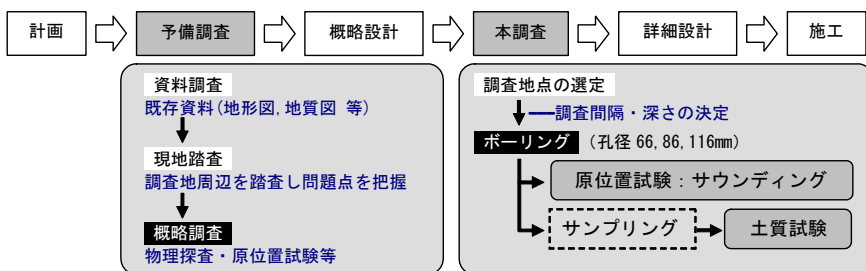 計画
予備調査
概略設計
本調査
詳細設計
施工
資料調査
既存資料(地形図,地質図 等)
現地踏査
調査地周辺を踏査し問題点を把握
概略調査
物理探査・原位置試験等
調査地点の選定
調査間隔・深さの決定
ボーリング (孔径 66, 86, 116mm)
原位置試験：サウンディング
サンプリング
土質試験